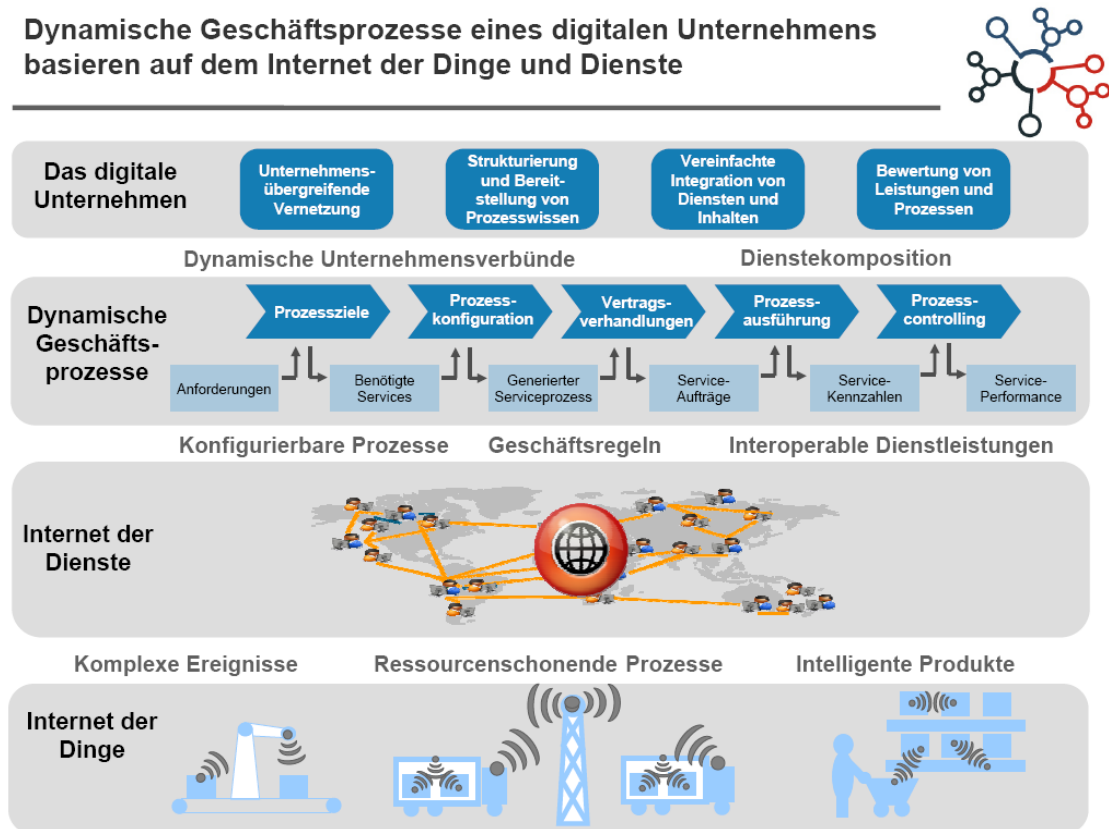 Dynamische Geschäftsprozesse eines digitalen Unternehmens
basieren auf dem Internet der Dinge und Dienste
Das digitale
Unternehmen
Unternehmens-
übergreifende
Vernetzung
Strukturierung
und Bereit-
stellung von
Prozesswissen
Vereinfachte
Integration von
Diensten und
Inhalten
Bewertung von
Leistungen und
Prozessen
Dynamische Unternehmensverbünde
Dienstekomposition
Dynamische
Geschäfts-
prozesse
Prozessziele
Prozess-
konfiguration
Vertrags-
verhandlungen
Prozess-
ausführung
Prozess-
controlling
Anforderungen
Benötigte
Services
Generierter
Serviceprozess
Service-
Aufträge
Service-
Kennzahlen
Service-
Performance
Konfigurierbare Prozesse
Geschäftsregeln
Interoperable Dienstleistungen
Internet der
Dienste
Komplexe Ereignisse
Ressourcenschonende Prozesse
Intelligente Produkte
Internet der
Dinge